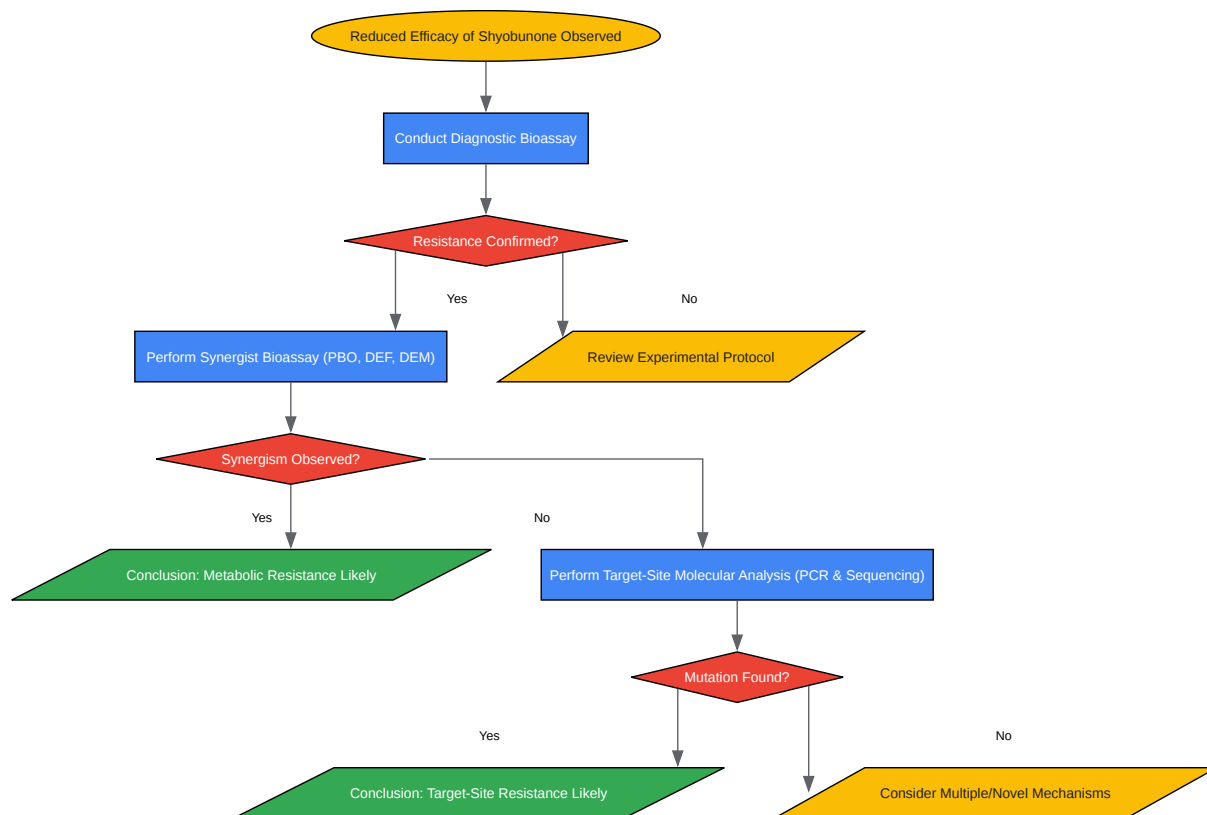 Reduced Efficacy of Shyobunone Observed
Conduct Diagnostic Bioassay
Resistance Confirmed?
Yes
No
Perform Synergist Bioassay (PBO, DEF, DEM)
Review Experimental Protocol
Synergism Observed?
Yes
No
Conclusion: Metabolic Resistance Likely
Perform Target-Site Molecular Analysis (PCR & Sequencing)
Mutation Found?
Yes
No
Conclusion: Target-Site Resistance Likely
Consider Multiple/Novel Mechanisms